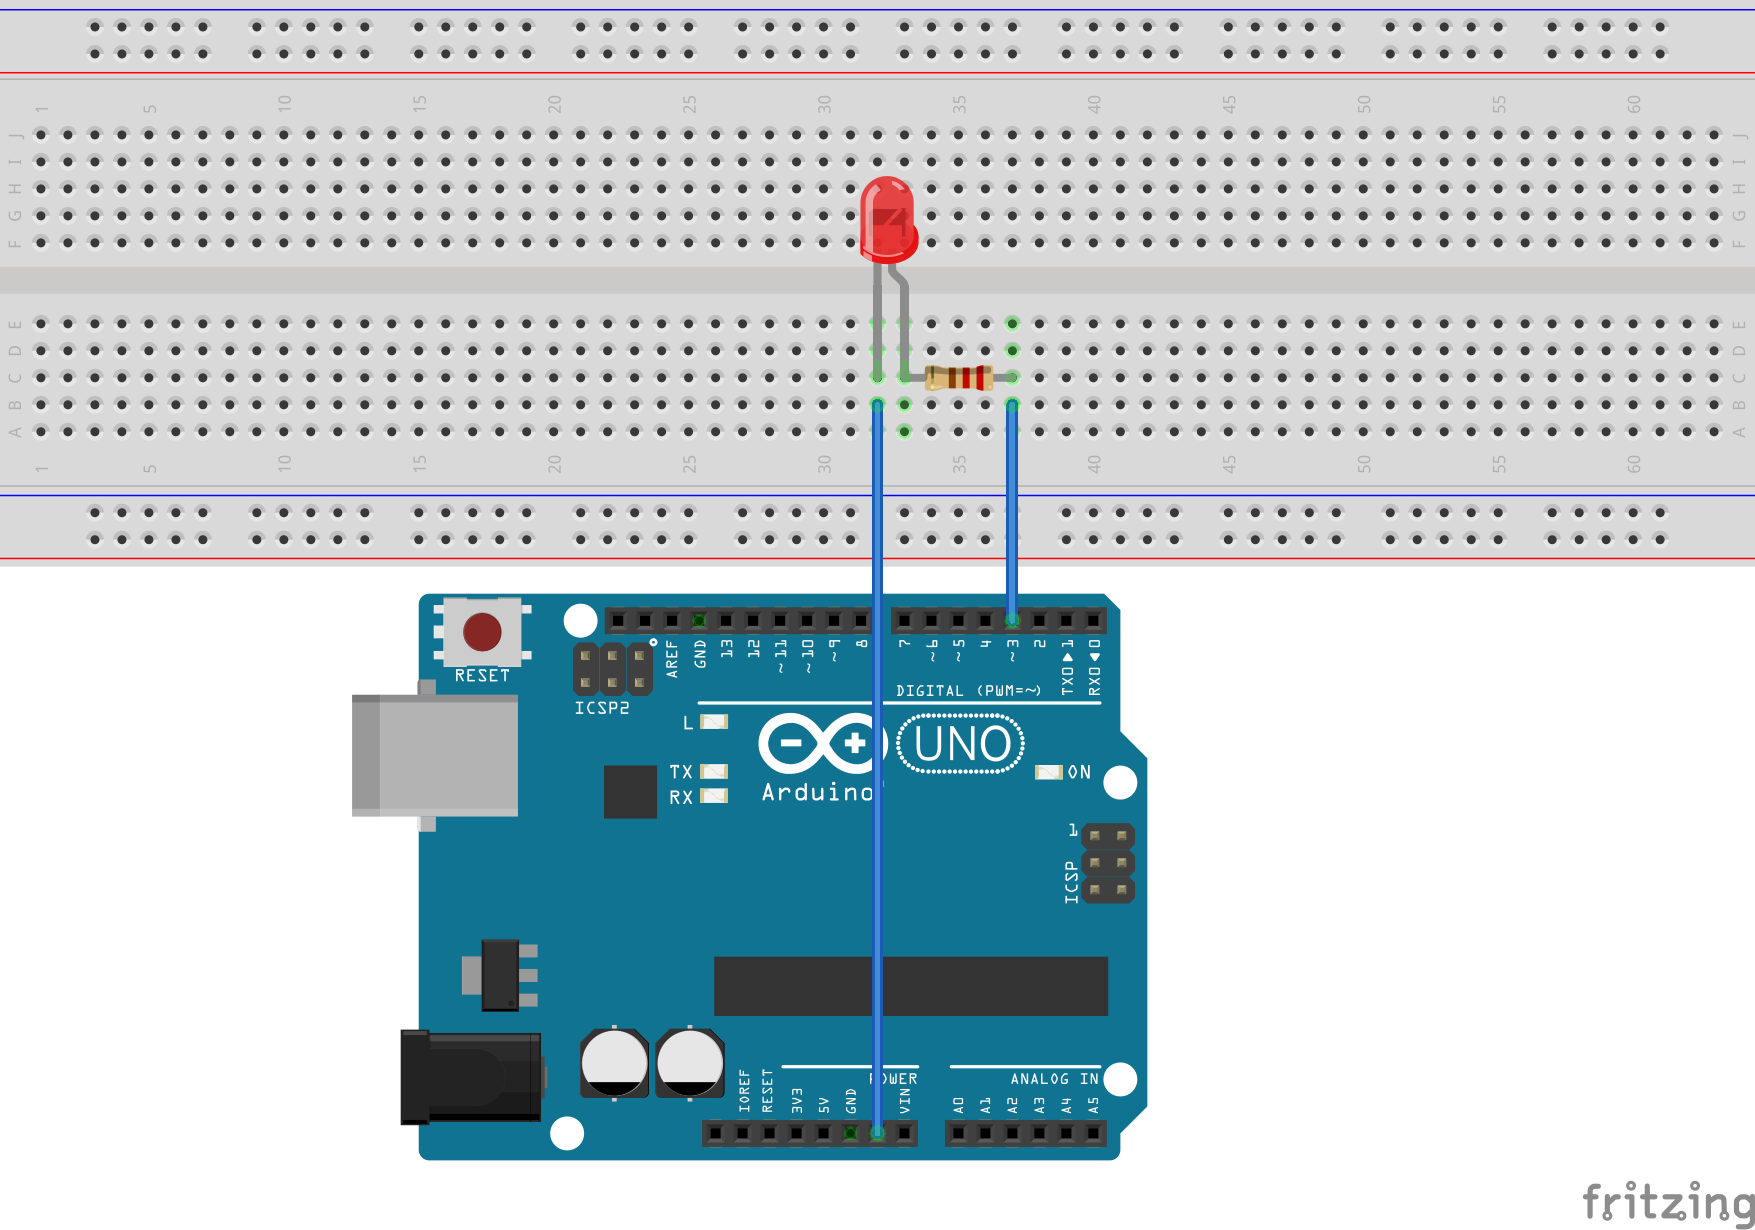 1 5 10 15 20 25 30 35 40 45 50 55 60
J J
I I
H H
G G
F F
E E
D D
C C
B B
A A
1 5 10 15 20 25 30 35 40 45 50 55 60
RESET
AREF GND 13 12 ~11 ~10 ~9 8 7 ~6 ~5 4 ~3 2 TX0▶1 RX0◀0
ICSP2
DIGITAL (PWM=~)
L
TX
RX
Arduino
UNO
ON
1
ICSP
POWER
ANALOG IN
IOREF RESET 3V3 5V GND VIN A0 A1 A2 A3 A4 A5
fritzing